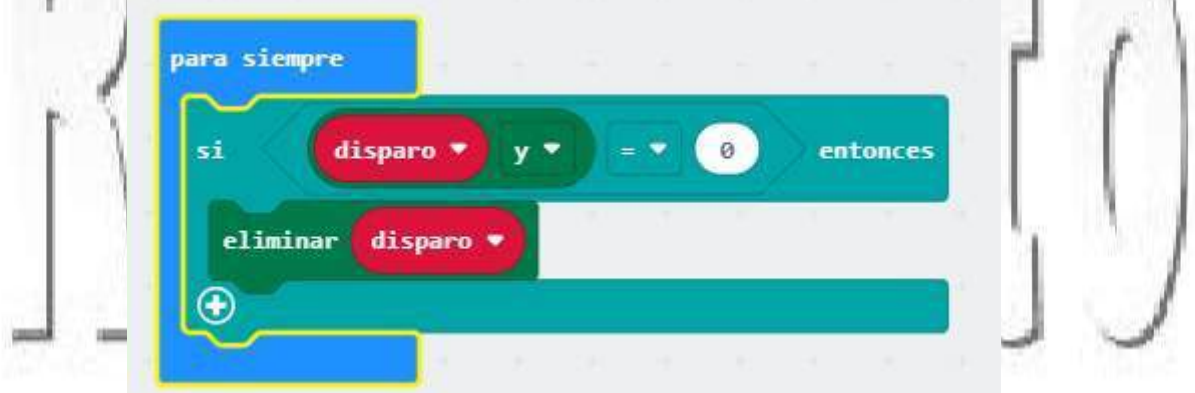 para siempre
si disparo y = 0 entonces
eliminar disparo